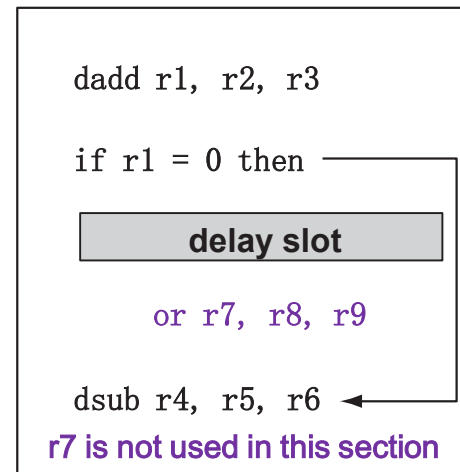 dadd r1, r2, r3
if r1 = 0 then
delay slot
or r7, r8, r9
dsub r4, r5, r6
r7 is not used in this section